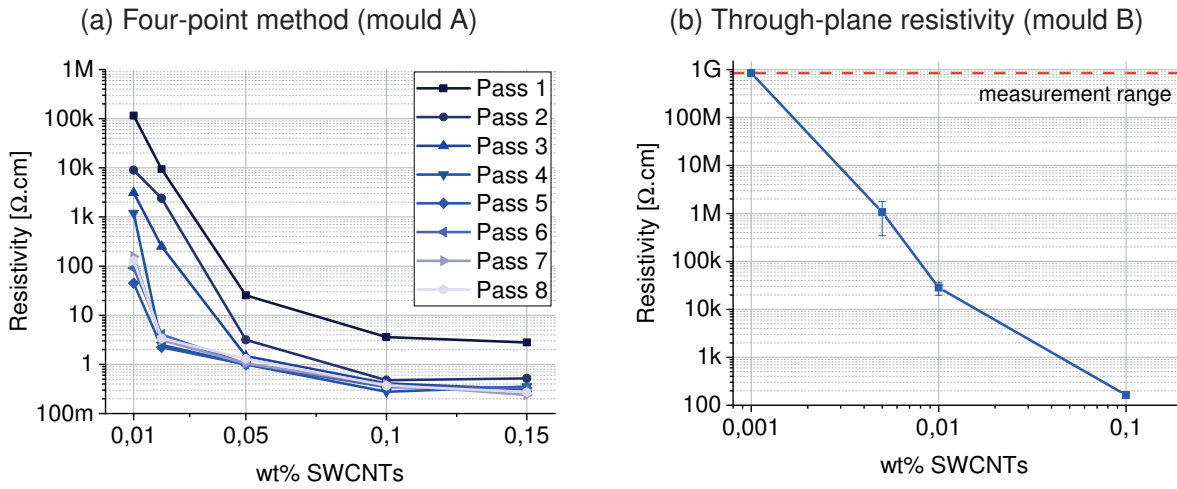 (a) Four-point method (mould A)
1M
100k
10k
1k
100
10
1
100m
Resistivity [Ω.cm]
0,01
0,05
0,1
0,15
wt% SWCNTs
Pass 1
Pass 2
Pass 3
Pass 4
Pass 5
Pass 6
Pass 7
Pass 8
(b) Through-plane resistivity (mould B)
1G
100M
10M
1M
100k
10k
1k
100
Resistivity [Ω.cm]
measurement range
0,001
0,01
0,1
wt% SWCNTs